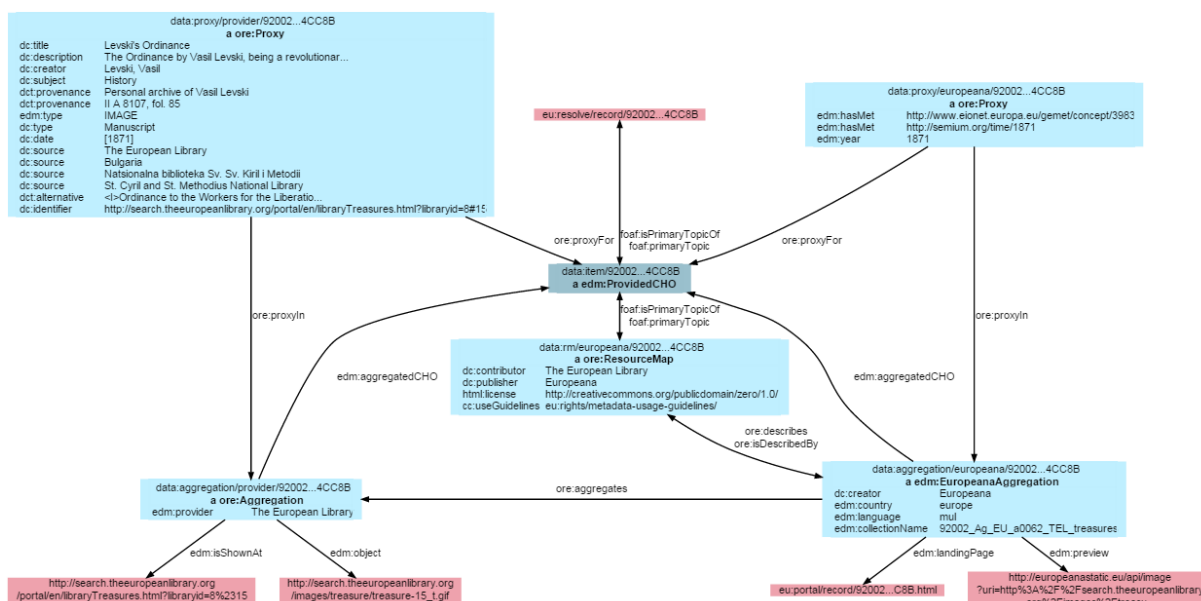 data:proxy/provider/92002...4CC8B
a ore:Proxy
dc:title Levski's Ordinance
dc:description The Ordinance by Vasil Levski, being a revolutionar...
dc:creator Levski, Vasil
dc:subject History
dct:provenance Personal archive of Vasil Levski
dct:provenance II A 8107, fol. 85
edm:type IMAGE
dc:type Manuscript
dc:date [1871]
dc:source The European Library
dc:source Bulgaria
dc:source Natsionalna biblioteka Sv. Sv. Kiril i Metodii
dc:source St. Cyril and St. Methodius National Library
dct:alternative <I>Ordinance to the Workers for the Liberatio...
dc:identifier http://search.theeuropeanlibrary.org/portal/en/libraryTreasures.html?libraryid=8#15
eu:resolve/record/92002...4CC8B
data:proxy/europeana/92002...4CC8B
a ore:Proxy
edm:hasMet http://www.eionet.europa.eu/gemet/concept/3983
edm:hasMet http://semium.org/time/1871
edm:year 1871
ore:proxyFor
foaf:isPrimaryTopicOf
foaf:primaryTopic
ore:proxyFor
data:item/92002...4CC8B
a edm:ProvidedCHO
ore:proxyIn
foaf:isPrimaryTopicOf
foaf:primaryTopic
ore:proxyIn
data:rm/europeana/92002...4CC8B
a ore:ResourceMap
dc:contributor The European Library
dc:publisher Europeana
html:license http://creativecommons.org/publicdomain/zero/1.0/
cc:useGuidelines eu:rights/metadata-usage-guidelines/
edm:aggregatedCHO
edm:aggregatedCHO
ore:describes
ore:isDescribedBy
data:aggregation/provider/92002...4CC8B
a ore:Aggregation
edm:provider The European Library
ore:aggregates
data:aggregation/europeana/92002...4CC8B
a edm:EuropeanaAggregation
dc:creator Europeana
edm:country europe
edm:language mul
edm:collectionName 92002_Ag_EU_a0062_TEL_treasures
edm:isShownAt
edm:object
edm:landingPage
edm:preview
http://search.theeuropeanlibrary.org
/portal/en/libraryTreasures.html?libraryid=8%2315
http://search.theeuropeanlibrary.org
/images/treasure/treasure-15_t.gif
eu:portal/record/92002...C8B.html
http://europeanastatic.eu/api/image
?uri=http%3A%2F%2Fsearch.theeuropeanlibrary